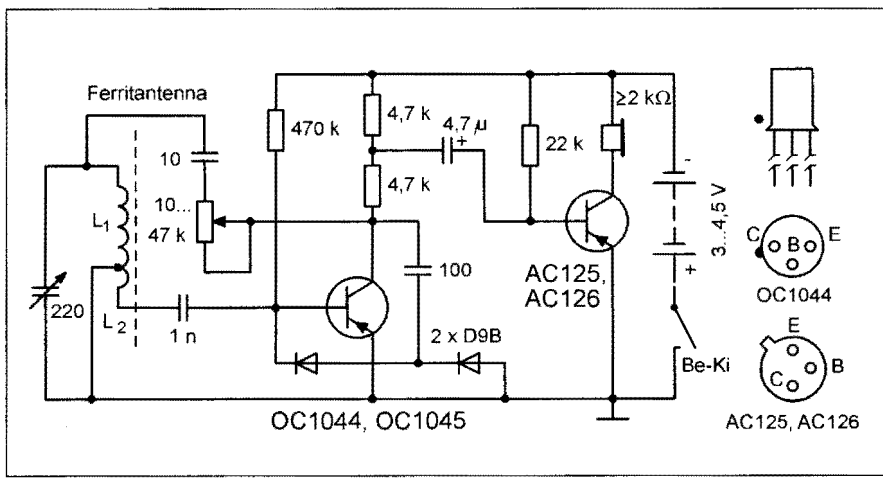 Ferritantenna
10
10...
47 k
L1
L2
220
1 n
470 k
4,7 k
4,7 k
4,7 µ
+
100
2 x D9B
OC1044, OC1045
22 k
≥2 kΩ
AC125,
AC126
-
3...4,5 V
+
Be-Ki
C B E
OC1044
E
B
C
AC125, AC126